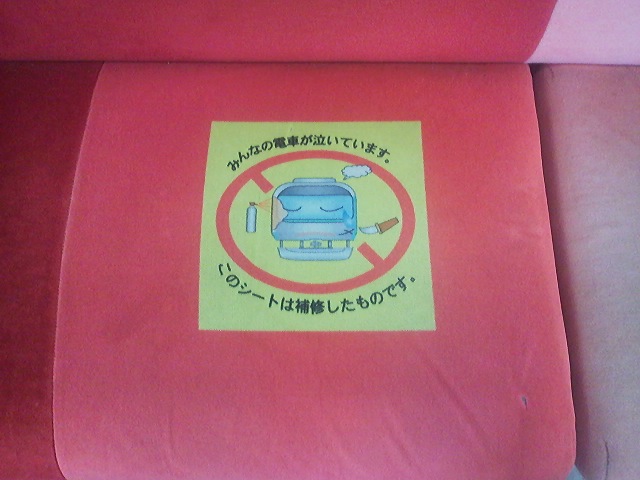 みんなの電車が泣いています。
このシートは補修したものです。